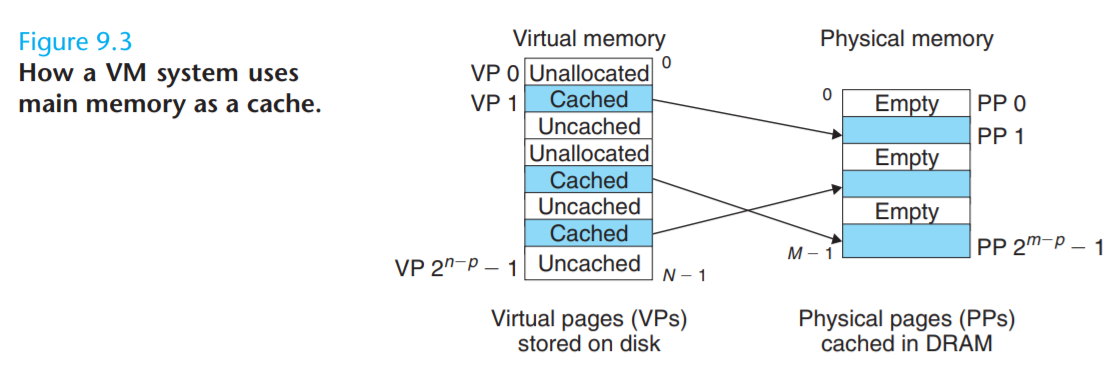 Figure 9.3
How a VM system uses
main memory as a cache.
Virtual memory
Physical memory
VP 0
Unallocated
0
VP 1
Cached
Uncached
Unallocated
Cached
Uncached
Cached
VP 2ⁿ⁻ᵖ – 1
Uncached
N – 1
0
Empty
PP 0
PP 1
Empty
Empty
M – 1
PP 2ᵐ⁻ᵖ – 1
Virtual pages (VPs)
stored on disk
Physical pages (PPs)
cached in DRAM